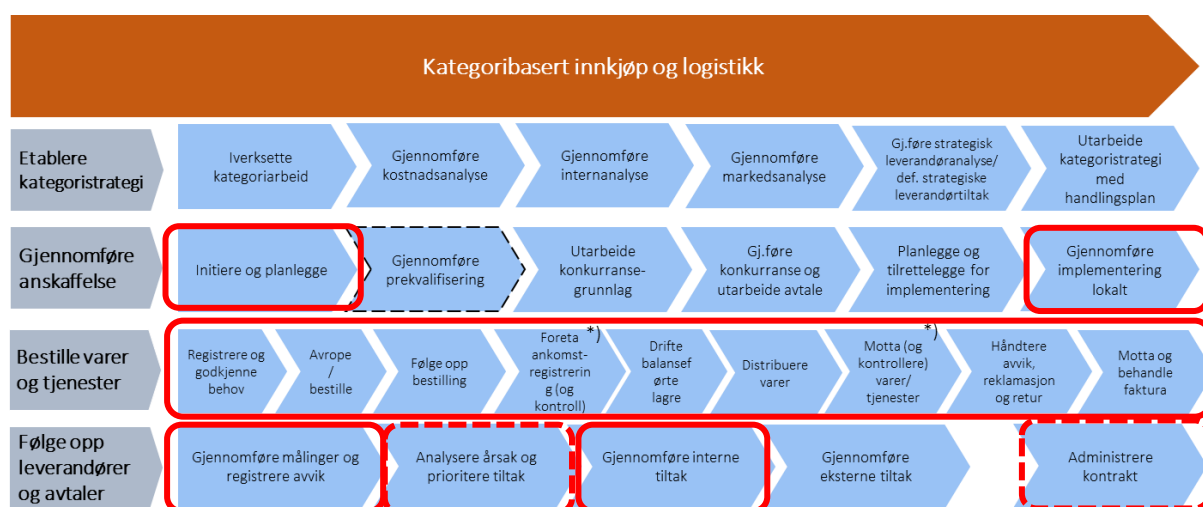 Kategoribasert innkjøp og logistikk
Etablere
kategoristrategi
Iverksette
kategoriarbeid
Gjennomføre
kostnadsanalyse
Gjennomføre
internanalyse
Gjennomføre
markedsanalyse
Gj.føre strategisk
leverandøranalyse/
def. strategiske
leverandørtiltak
Utarbeide
kategoristrategi
med
handlingsplan
Gjennomføre
anskaffelse
Initiere og planlegge
Gjennomføre
prekvalifisering
Utarbeide
konkurranse-
grunnlag
Gj.føre
konkurranse og
utarbeide avtale
Planlegge og
tilrettelegge for
implementering
Gjennomføre
implementering
lokalt
Bestille varer
og tjenester
Registrere og
godkjenne
behov
Avrope
/
bestille
Følge opp
bestilling
Foreta *)
ankomst-
registrerin
g (og
kontroll)
Drifte
balansef
ørte
lagre
Distribuere
varer
*)
Motta (og
kontrollere)
varer/
tjenester
Håndtere
avvik,
reklamasjon
og retur
Motta og
behandle
faktura
Følge opp
leverandører
og avtaler
Gjennomføre målinger og
registrere avvik
Analysere årsak og
prioritere tiltak
Gjennomføre interne
tiltak
Gjennomføre
eksterne tiltak
Administrere
kontrakt